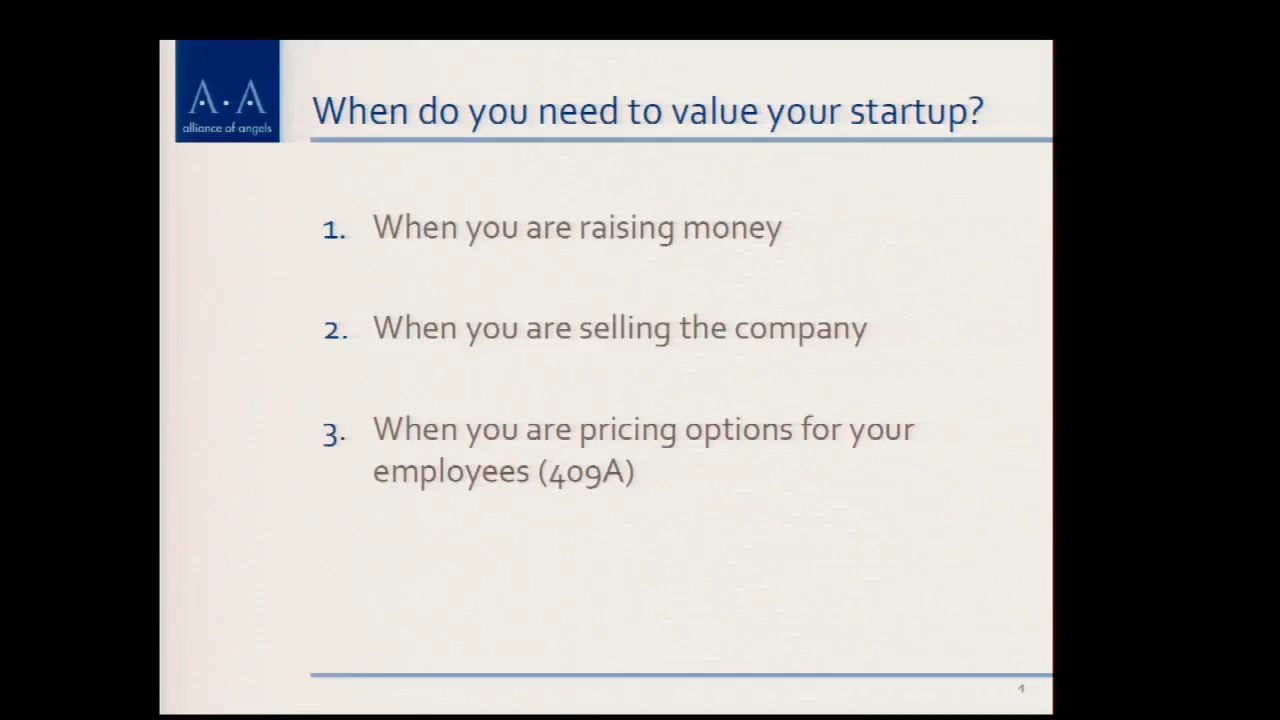 A.A
alliance of angels
When do you need to value your startup?
1. When you are raising money
2. When you are selling the company
3. When you are pricing options for your
employees (409A)
4